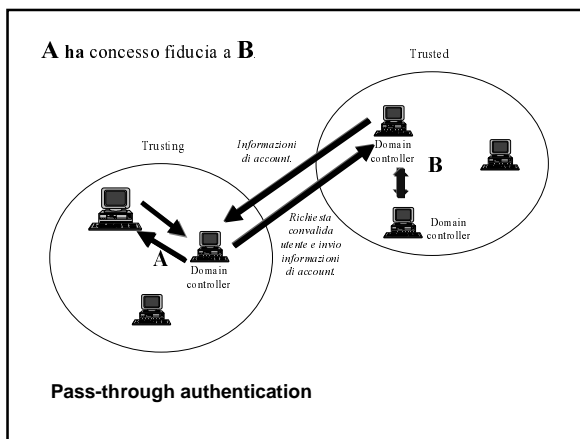 A ha concesso fiducia a B.
Trusted
Trusting
Informazioni
di account.
Domain
controller
B
Domain
controller
Richiesta
convalida
utente e invio
informazioni
di account.
A
Domain
controller
Pass-through authentication